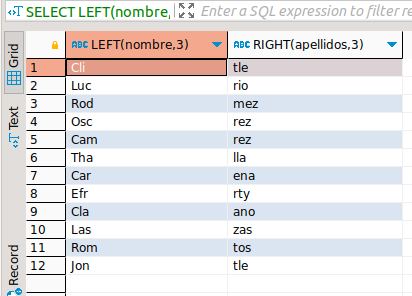 SELECT LEFT(nombre, Enter a SQL expression to filter re
Grid
Text
Record
ABC LEFT(nombre,3) ABC RIGHT(apellidos,3)
1 Cli tle
2 Luc rio
3 Rod mez
4 Osc rez
5 Cam rez
6 Tha lla
7 Car ena
8 Efr rty
9 Cla ano
10 Las zas
11 Rom tos
12 Jon tle